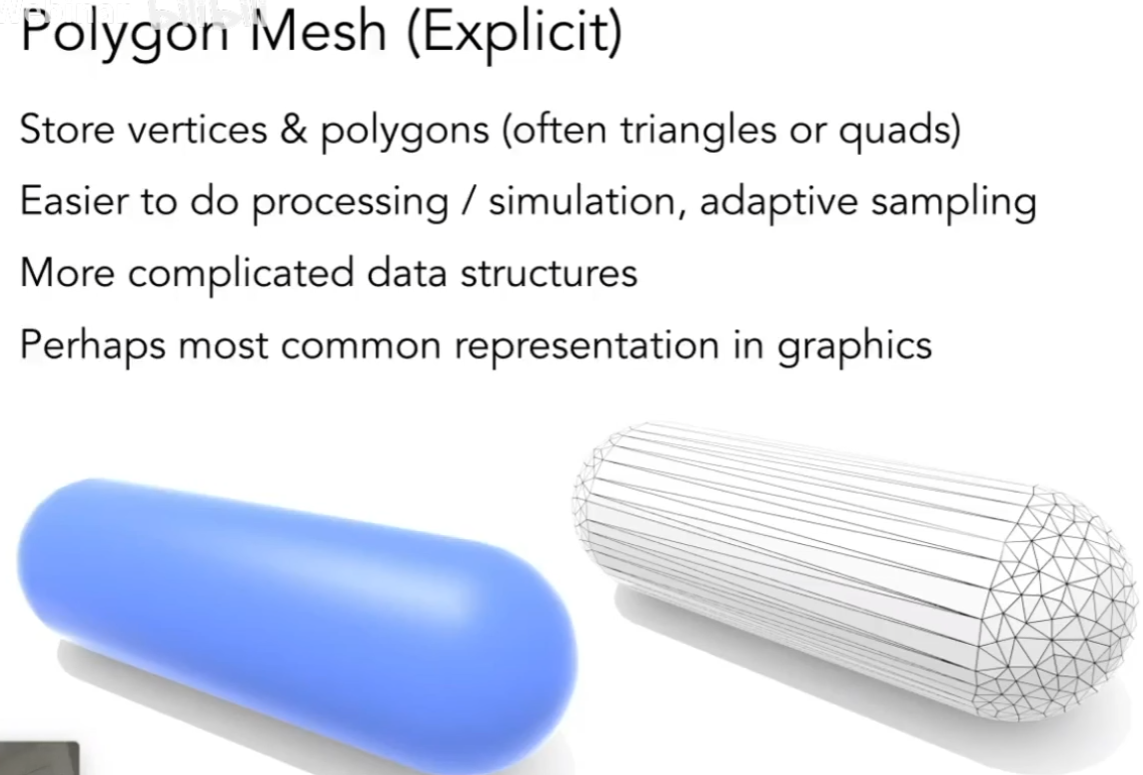 Polygon Mesh (Explicit)
Store vertices & polygons (often triangles or quads)
Easier to do processing / simulation, adaptive sampling
More complicated data structures
Perhaps most common representation in graphics